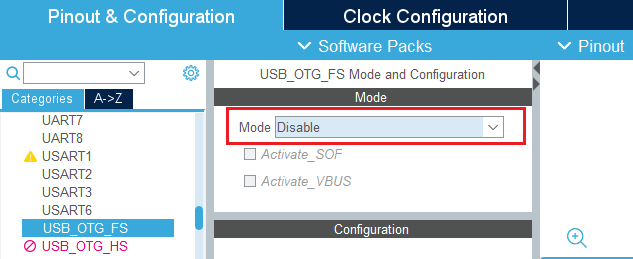 Pinout & Configuration
Clock Configuration
Software Packs
Pinout
Categories
A->Z
UART7
UART8
USART1
USART2
USART3
USART6
USB_OTG_FS
USB_OTG_HS
USB_OTG_FS Mode and Configuration
Mode
Mode Disable
Activate_SOF
Activate_VBUS
Configuration